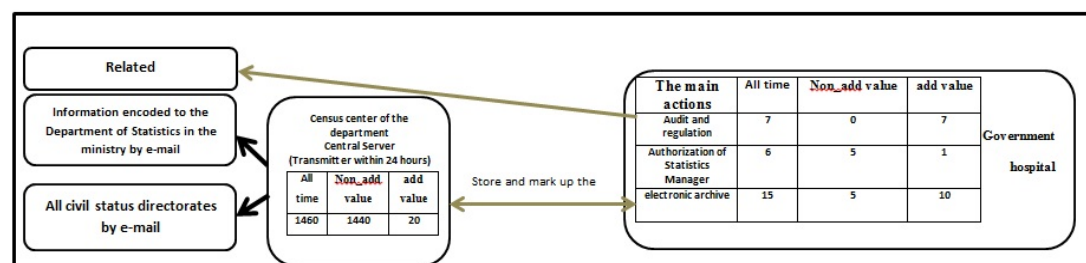 Related
Information encoded to the
Department of Statistics in the
ministry by e-mail
All civil status directorates
by e-mail
Census center of the
department
Central Server
(Transmitter within 24 hours)
All time Non_add value add value
1460 1440 20
Store and mark up the
The main actions All time Non_add value add value
Audit and regulation 7 0 7
Authorization of Statistics Manager 6 5 1
electronic archive 15 5 10
Government
hospital